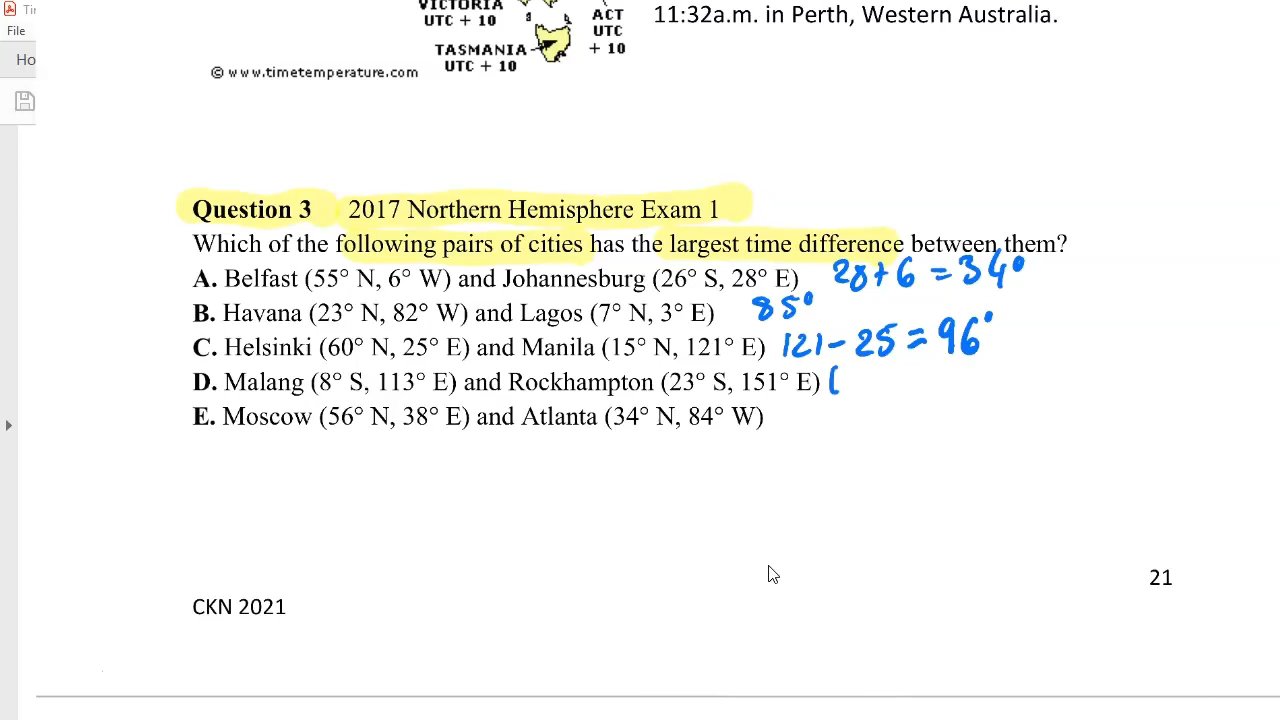 VICTORIA
UTC + 10
ACT
UTC
+ 10
TASMANIA
UTC + 10
© www.timetemperature.com
11:32a.m. in Perth, Western Australia.
File
Question 3 2017 Northern Hemisphere Exam 1
Which of the following pairs of cities has the largest time difference between them?
A. Belfast (55° N, 6° W) and Johannesburg (26° S, 28° E) 28+6=34°
B. Havana (23° N, 82° W) and Lagos (7° N, 3° E) 85°
C. Helsinki (60° N, 25° E) and Manila (15° N, 121° E) 121-25=96°
D. Malang (8° S, 113° E) and Rockhampton (23° S, 151° E) (
E. Moscow (56° N, 38° E) and Atlanta (34° N, 84° W)
21
CKN 2021